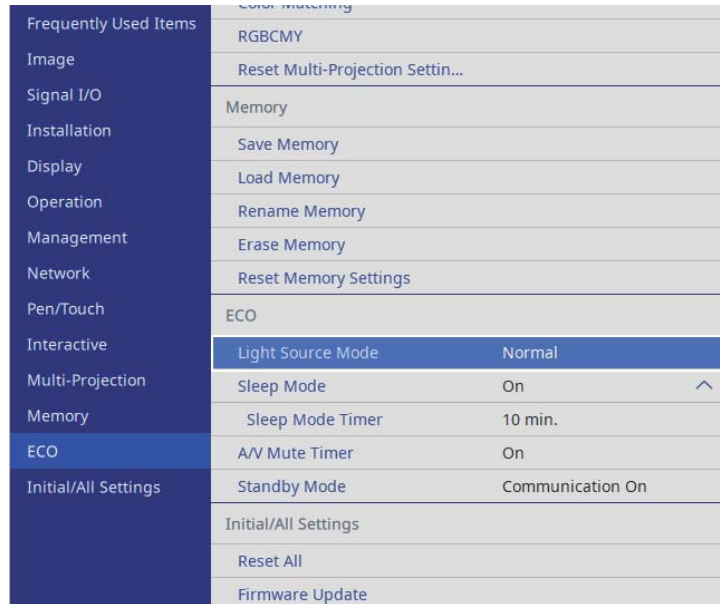 Frequently Used Items
Image
Signal I/O
Installation
Display
Operation
Management
Network
Pen/Touch
Interactive
Multi-Projection
Memory
ECO
Initial/All Settings
Color Matching
RGBCMY
Reset Multi-Projection Settin...
Memory
Save Memory
Load Memory
Rename Memory
Erase Memory
Reset Memory Settings
ECO
Light Source Mode Normal
Sleep Mode On
Sleep Mode Timer 10 min.
A/V Mute Timer On
Standby Mode Communication On
Initial/All Settings
Reset All
Firmware Update